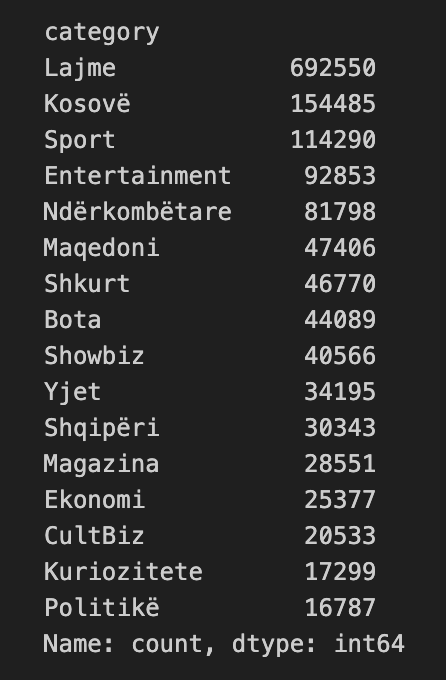 category
Lajme 692550
Kosovë 154485
Sport 114290
Entertainment 92853
Ndërkombëtare 81798
Maqedoni 47406
Shkurt 46770
Bota 44089
Showbiz 40566
Yjet 34195
Shqipëri 30343
Magazina 28551
Ekonomi 25377
CultBiz 20533
Kuriozitete 17299
Politikë 16787
Name: count, dtype: int64